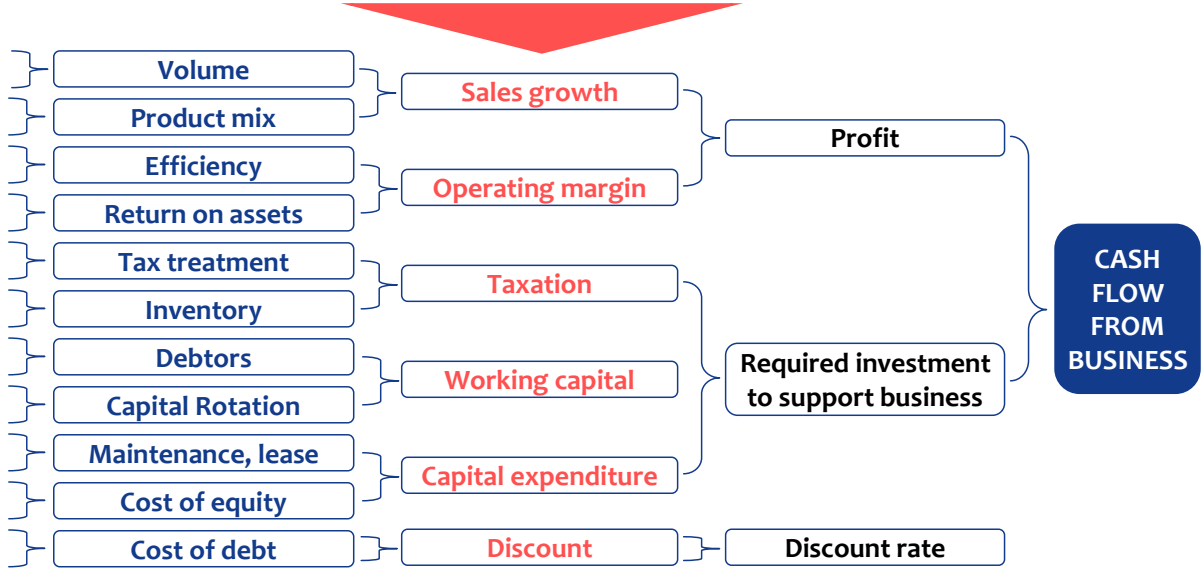 Volume
Product mix
Efficiency
Return on assets
Tax treatment
Inventory
Debtors
Capital Rotation
Maintenance, lease
Cost of equity
Cost of debt
Sales growth
Operating margin
Taxation
Working capital
Capital expenditure
Discount
Profit
Required investment
to support business
Discount rate
CASH
FLOW
FROM
BUSINESS